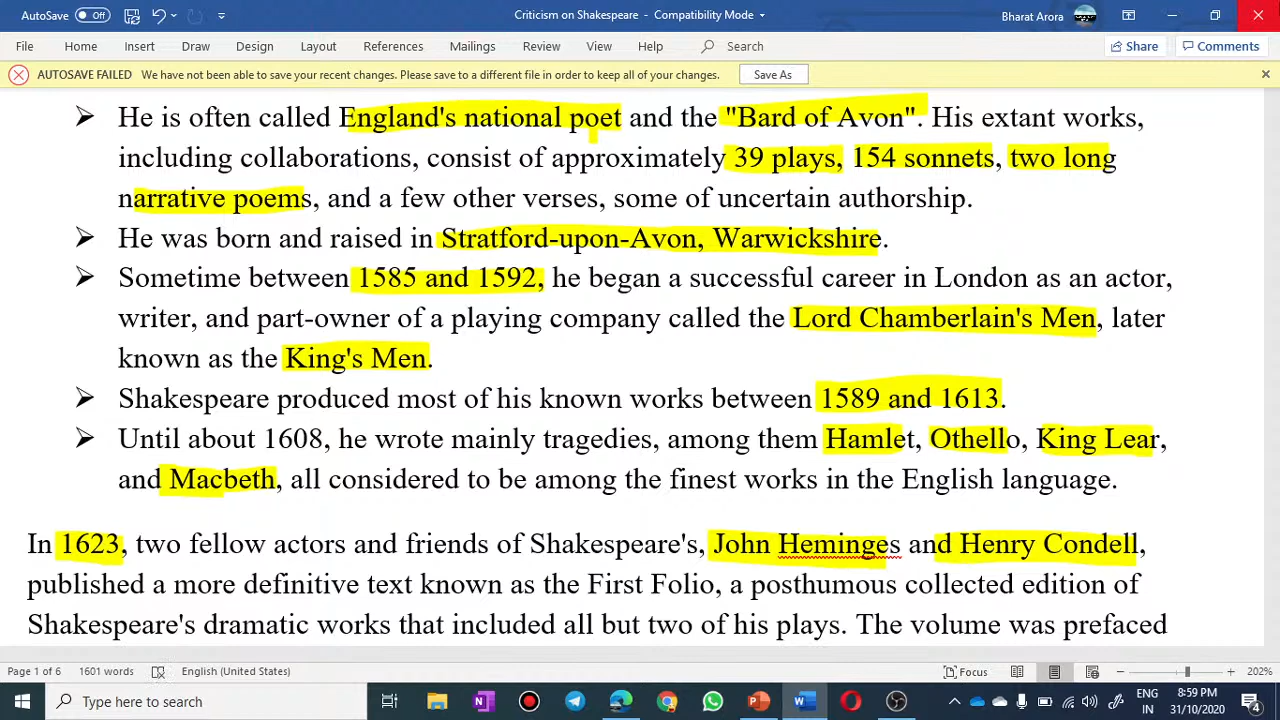 AutoSave Off Criticism on Shakespeare - Compatibility Mode Bharat Arora
File Home Insert Draw Design Layout References Mailings Review View Help Search Share Comments
AUTOSAVE FAILED We have not been able to save your recent changes. Please save to a different file in order to keep all of your changes. Save As
➢ He is often called England's national poet and the "Bard of Avon". His extant works,
including collaborations, consist of approximately 39 plays, 154 sonnets, two long
narrative poems, and a few other verses, some of uncertain authorship.
➢ He was born and raised in Stratford-upon-Avon, Warwickshire.
➢ Sometime between 1585 and 1592, he began a successful career in London as an actor,
writer, and part-owner of a playing company called the Lord Chamberlain's Men, later
known as the King's Men.
➢ Shakespeare produced most of his known works between 1589 and 1613.
➢ Until about 1608, he wrote mainly tragedies, among them Hamlet, Othello, King Lear,
and Macbeth, all considered to be among the finest works in the English language.
In 1623, two fellow actors and friends of Shakespeare's, John Heminges and Henry Condell,
published a more definitive text known as the First Folio, a posthumous collected edition of
Shakespeare's dramatic works that included all but two of his plays. The volume was prefaced
Page 1 of 6 1601 words English (United States) Focus 202%
Type here to search ENG 8:59 PM
IN 31/10/2020 4